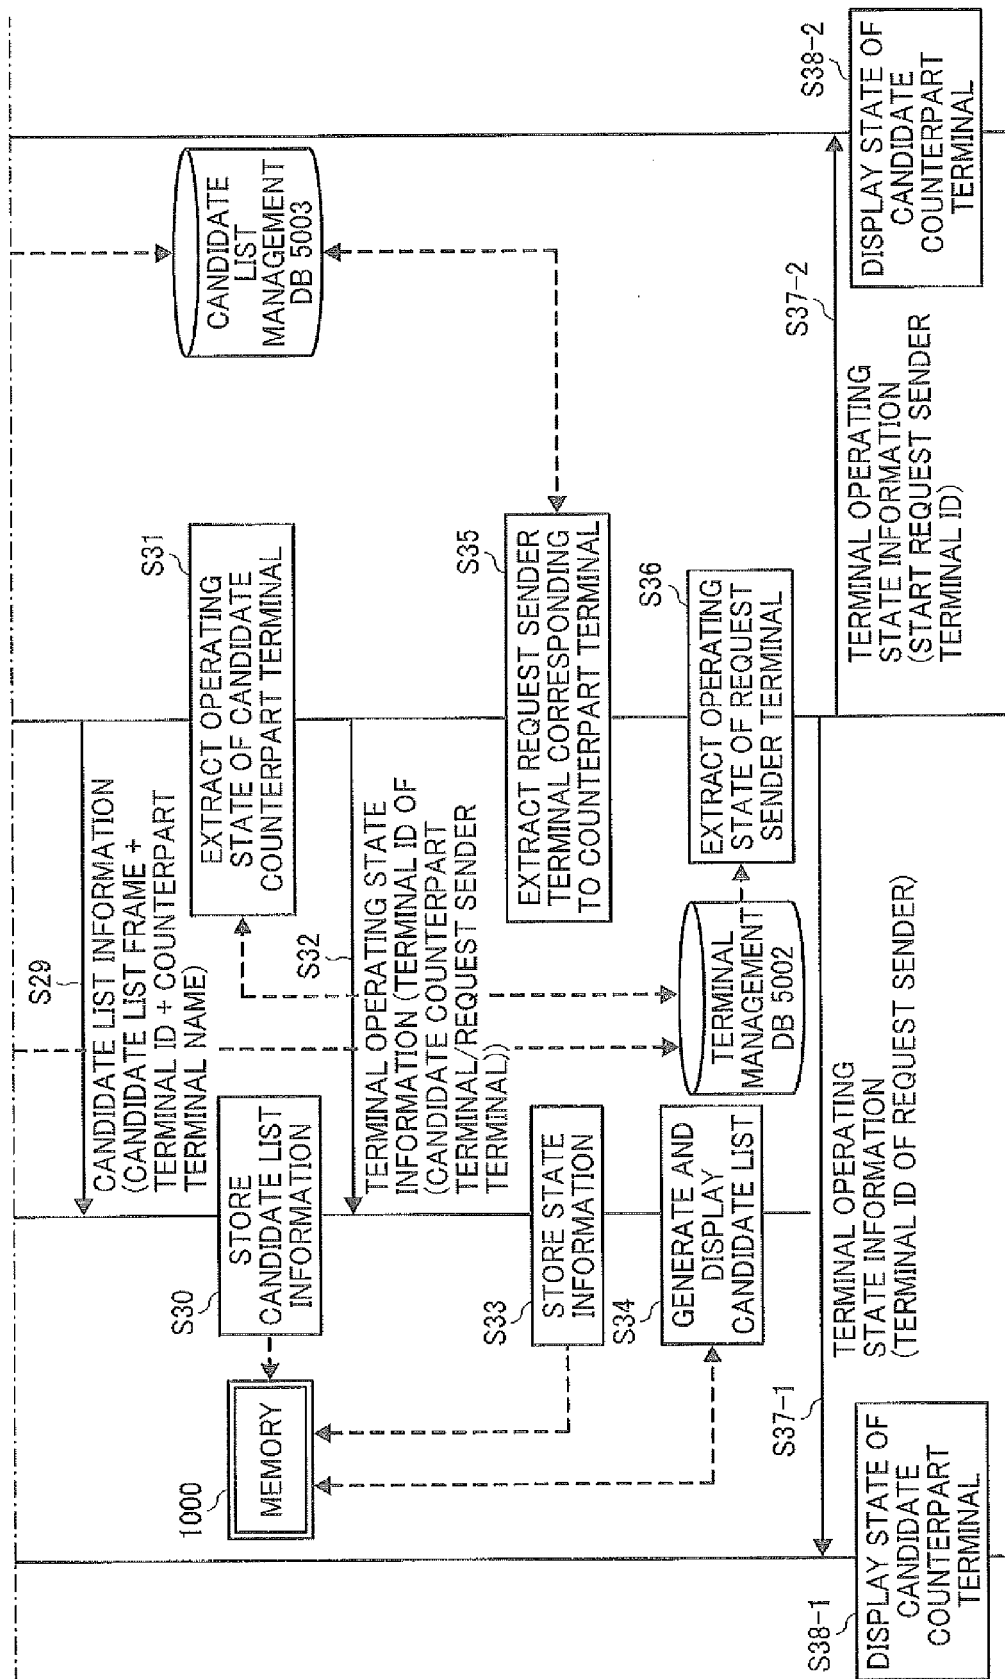 S29
CANDIDATE LIST INFORMATION
(CANDIDATE LIST FRAME +
TERMINAL ID + COUNTERPART
TERMINAL NAME)
S30
STORE
CANDIDATE LIST
INFORMATION
1000
MEMORY
S31
EXTRACT OPERATING
STATE OF CANDIDATE
COUNTERPART TERMINAL
CANDIDATE
LIST
MANAGEMENT
DB 5003
S32
TERMINAL OPERATING STATE
INFORMATION (TERMINAL ID OF
(CANDIDATE COUNTERPART
TERMINAL/REQUEST SENDER
TERMINAL))
S33
STORE STATE
INFORMATION
S34
GENERATE AND
DISPLAY
CANDIDATE LIST
S35
EXTRACT REQUEST SENDER
TERMINAL CORRESPONDING
TO COUNTERPART TERMINAL
TERMINAL
MANAGEMENT
DB 5002
S36
EXTRACT OPERATING
STATE OF REQUEST
SENDER TERMINAL
S37-1
TERMINAL OPERATING
STATE INFORMATION
(TERMINAL ID OF REQUEST SENDER)
S37-2
TERMINAL OPERATING
STATE INFORMATION
(START REQUEST SENDER
TERMINAL ID)
S38-1
DISPLAY STATE OF
CANDIDATE
COUNTERPART
TERMINAL
S38-2
DISPLAY STATE OF
CANDIDATE
COUNTERPART
TERMINAL